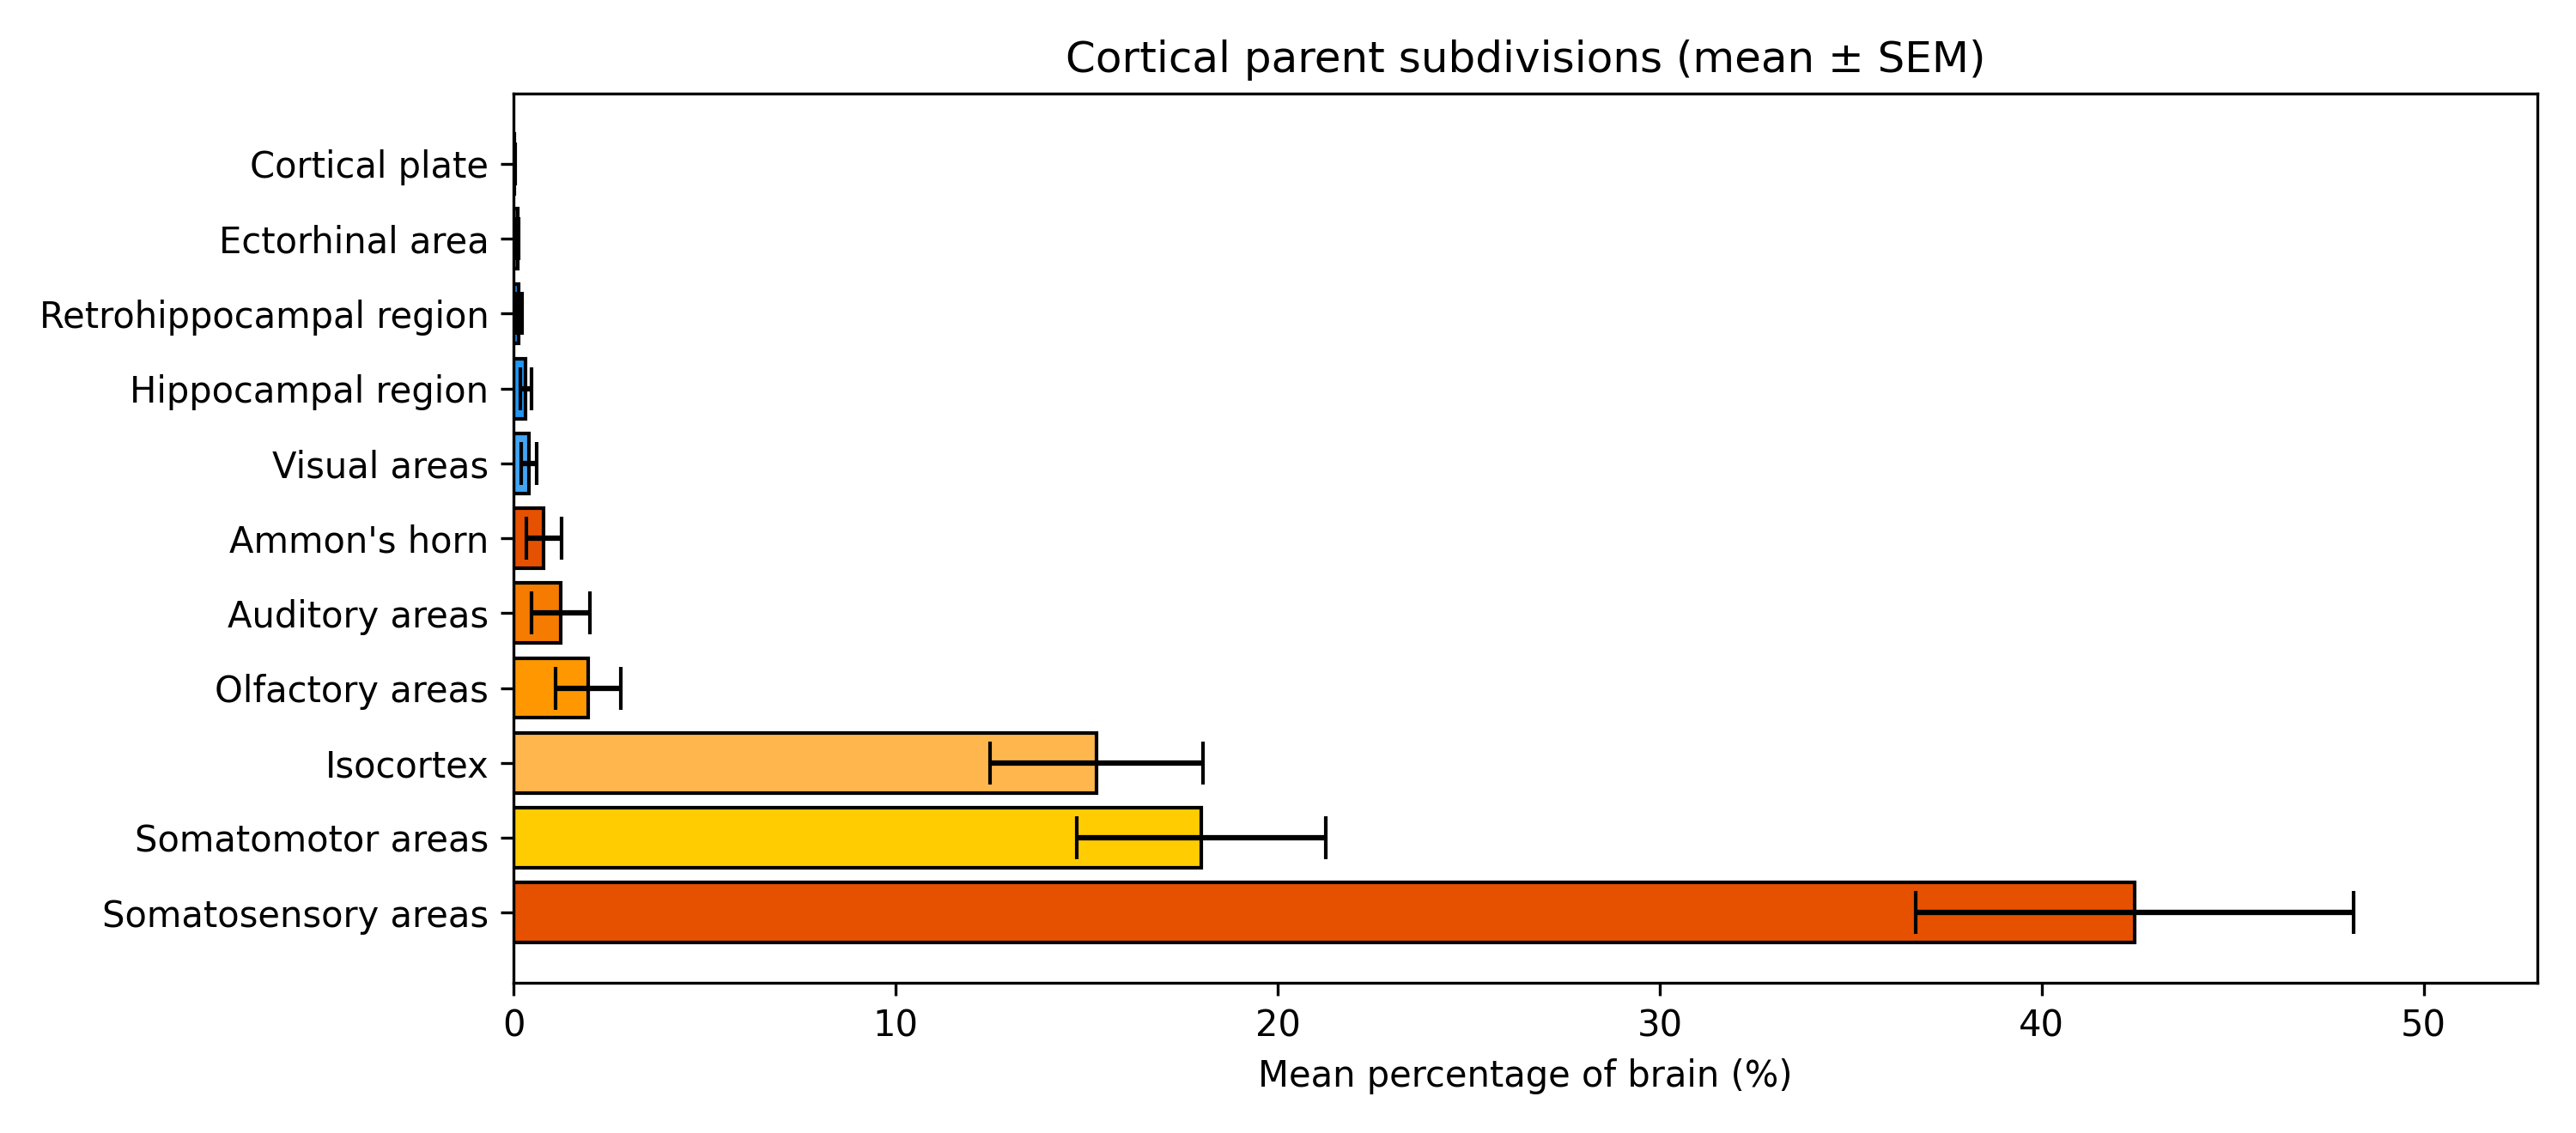 Cortical parent subdivisions (mean ± SEM)
Cortical plate
Ectorhinal area
Retrohippocampal region
Hippocampal region
Visual areas
Ammon's horn
Auditory areas
Olfactory areas
Isocortex
Somatomotor areas
Somatosensory areas
0 10 20 30 40 50
Mean percentage of brain (%)